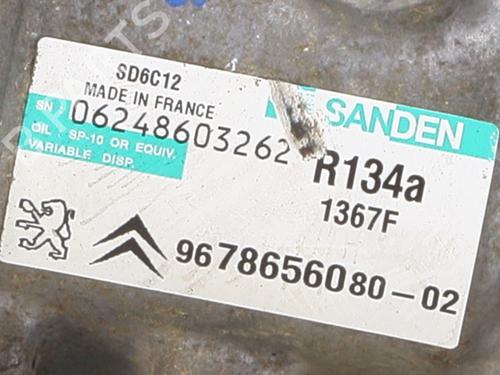 SD6C12
MADE IN FRANCE
SANDEN
SN : 06248603262
OIL : SP-10 OR EQUIV.
VARIABLE DISP.
R134a
1367F
9678656080-02